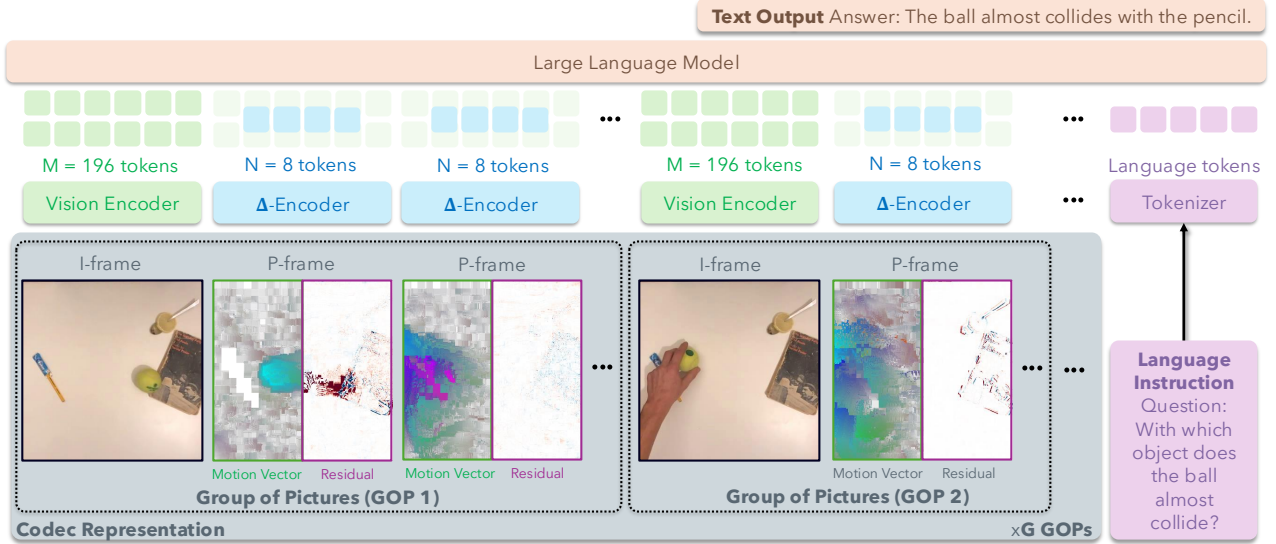 Text Output Answer: The ball almost collides with the pencil.
Large Language Model
... ...
M = 196 tokens N = 8 tokens N = 8 tokens M = 196 tokens N = 8 tokens Language tokens
Vision Encoder Δ-Encoder Δ-Encoder Vision Encoder Δ-Encoder ... Tokenizer
I-frame P-frame P-frame I-frame P-frame
... ... ...
Motion Vector Residual Motion Vector Residual Motion Vector Residual
Group of Pictures (GOP 1) Group of Pictures (GOP 2)
Codec Representation xG GOPs
Language
Instruction
Question:
With which
object does
the ball
almost
collide?